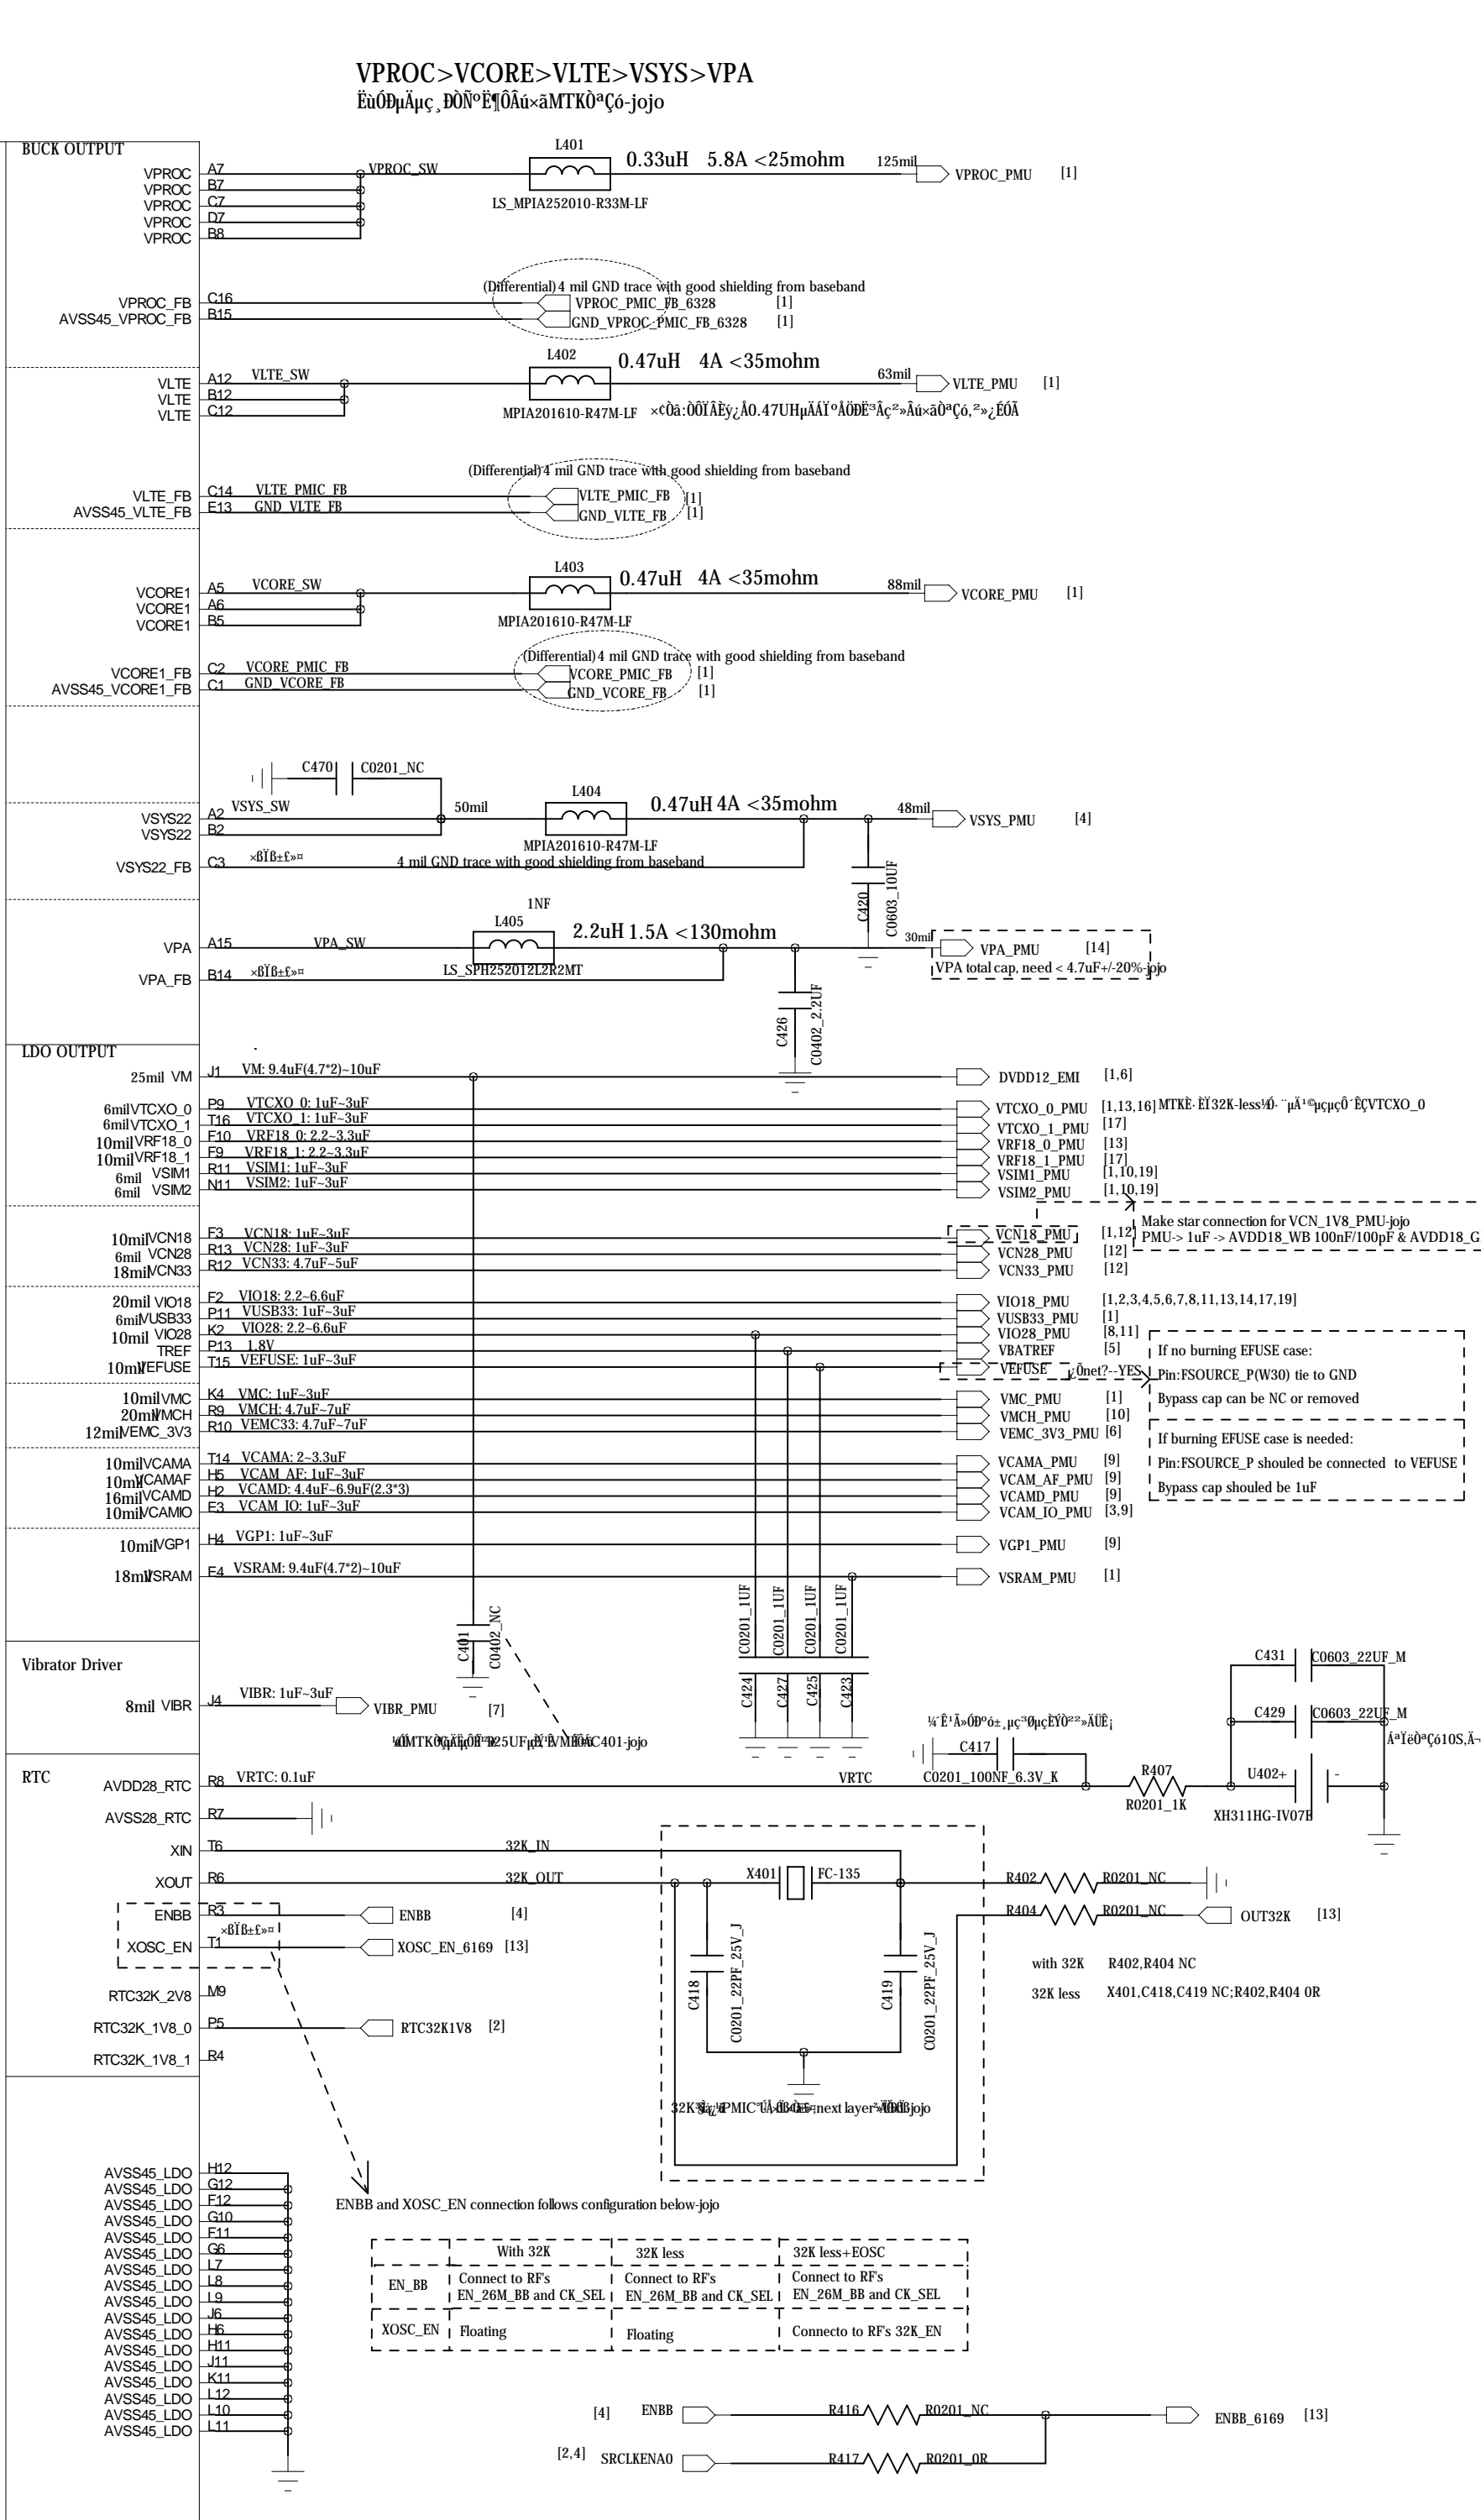 VPROC>VCORE>VLTE>VSYS>VPA
ËùÓÐµÄµç¸ÐÒÑºË¶ÔÂú×ãMTKÒªÇó-jojo
BUCK OUTPUT
VPROC A7 VPROC_SW L401 0.33uH 5.8A <25mohm 125mil VPROC_PMU [1]
VPROC B7
VPROC C7 LS_MPIA252010-R33M-LF
VPROC D7
VPROC B8
(Differential) 4 mil GND trace with good shielding from baseband
VPROC_FB C16 VPROC_PMIC_FB_6328 [1]
AVSS45_VPROC_FB B15 GND_VPROC_PMIC_FB_6328 [1]
L402 0.47uH 4A <35mohm
VLTE A12 VLTE_SW 63mil VLTE_PMU [1]
VLTE B12
VLTE C12 MPIA201610-R47M-LF
(Differential) 4 mil GND trace with good shielding from baseband
VLTE_FB C14 VLTE_PMIC_FB VLTE_PMIC_FB [1]
AVSS45_VLTE_FB E13 GND_VLTE_FB GND_VLTE_FB [1]
L403 0.47uH 4A <35mohm
VCORE1 A5 VCORE_SW 88mil VCORE_PMU [1]
VCORE1 A6
VCORE1 B5 MPIA201610-R47M-LF
(Differential) 4 mil GND trace with good shielding from baseband
VCORE1_FB C2 VCORE_PMIC_FB VCORE_PMIC_FB [1]
AVSS45_VCORE1_FB C1 GND_VCORE_FB GND_VCORE_FB [1]
C470 C0201_NC
L404 0.47uH 4A <35mohm
VSYS22 A2 VSYS_SW 50mil 48mil VSYS_PMU [4]
VSYS22 B2
MPIA201610-R47M-LF
VSYS22_FB C3 ×ßÏß±£»¤ 4 mil GND trace with good shielding from baseband
C420 C0603_10UF
1NF
L405 2.2uH 1.5A <130mohm
VPA A15 VPA_SW 30mil VPA_PMU [14]
VPA total cap, need < 4.7uF+/-20%-jojo
VPA_FB B14 ×ßÏß±£»¤ LS_SPH252012L2R2MT
C426 C0402_2.2UF
LDO OUTPUT
25mil VM J1 VM: 9.4uF(4.7*2)~10uF DVDD12_EMI [1,6]
6mil VTCXO_0 P9 VTCXO_0: 1uF~3uF VTCXO_0_PMU [1,13,16]
6mil VTCXO_1 T16 VTCXO_1: 1uF~3uF VTCXO_1_PMU [17]
10mil VRF18_0 F10 VRF18_0: 2.2~3.3uF VRF18_0_PMU [13]
10mil VRF18_1 F9 VRF18_1: 2.2~3.3uF VRF18_1_PMU [17]
6mil VSIM1 R11 VSIM1: 1uF~3uF VSIM1_PMU [1,10,19]
6mil VSIM2 N11 VSIM2: 1uF~3uF VSIM2_PMU [1,10,19]
Make star connection for VCN_1V8_PMU-jojo
PMU-> 1uF -> AVDD18_WB 100nF/100pF & AVDD18_G
10mil VCN18 F3 VCN18: 1uF~3uF VCN18_PMU [1,12]
6mil VCN28 R13 VCN28: 1uF~3uF VCN28_PMU [12]
18mil VCN33 R12 VCN33: 4.7uF~5uF VCN33_PMU [12]
20mil VIO18 F2 VIO18: 2.2~6.6uF VIO18_PMU [1,2,3,4,5,6,7,8,11,13,14,17,19]
6mil VUSB33 P11 VUSB33: 1uF~3uF VUSB33_PMU [1]
10mil VIO28 K2 VIO28: 2.2~6.6uF VIO28_PMU [8,11]
TREF P13 1.8V VBATREF [5]
10mil VEFUSE T15 VEFUSE: 1uF~3uF VEFUSE ¿Õnet?--YES
If no burning EFUSE case:
Pin:FSOURCE_P(W30) tie to GND
Bypass cap can be NC or removed
If burning EFUSE case is needed:
Pin:FSOURCE_P shouled be connected to VEFUSE
Bypass cap shouled be 1uF
10mil VMC K4 VMC: 1uF~3uF VMC_PMU [1]
20mil VMCH R9 VMCH: 4.7uF~7uF VMCH_PMU [10]
12mil VEMC_3V3 R10 VEMC33: 4.7uF~7uF VEMC_3V3_PMU [6]
10mil VCAMA T14 VCAMA: 2~3.3uF VCAMA_PMU [9]
10mil VCAMAF H5 VCAM_AF: 1uF~3uF VCAM_AF_PMU [9]
16mil VCAMD H2 VCAMD: 4.4uF~6.9uF(2.3*3) VCAMD_PMU [9]
10mil VCAMIO E3 VCAM_IO: 1uF~3uF VCAM_IO_PMU [3,9]
10mil VGP1 H4 VGP1: 1uF~3uF VGP1_PMU [9]
18mil VSRAM E4 VSRAM: 9.4uF(4.7*2)~10uF VSRAM_PMU [1]
C401 C0402_NC
C424 C0201_1UF
C427 C0201_1UF
C425 C0201_1UF
C423 C0201_1UF
Vibrator Driver
8mil VIBR J4 VIBR: 1uF~3uF VIBR_PMU [7]
C431 C0603_22UF_M
C429 C0603_22UF_M
C417 C0201_100NF_6.3V_K
RTC
AVDD28_RTC R8 VRTC: 0.1uF VRTC R407 R0201_1K U402 + - XH311HG-IV07E
AVSS28_RTC R7
XIN T6 32K_IN
XOUT R6 32K_OUT X401 FC-135 R402 R0201_NC
ENBB R3 ENBB [4] R404 R0201_NC OUT32K [13]
×ßÏß±£»¤
XOSC_EN T1 XOSC_EN_6169 [13]
C418 C0201_22PF_25V_J
C419 C0201_22PF_25V_J
with 32K R402,R404 NC
32K less X401,C418,C419 NC;R402,R404 0R
RTC32K_2V8 M9
RTC32K_1V8_0 P5 RTC32K1V8 [2]
RTC32K_1V8_1 R4
AVSS45_LDO H12
AVSS45_LDO G12
AVSS45_LDO F12
AVSS45_LDO G10
AVSS45_LDO F11
AVSS45_LDO G6
AVSS45_LDO L7
AVSS45_LDO L8
AVSS45_LDO L9
AVSS45_LDO J6
AVSS45_LDO H6
AVSS45_LDO H11
AVSS45_LDO J11
AVSS45_LDO K11
AVSS45_LDO L12
AVSS45_LDO L10
AVSS45_LDO L11
ENBB and XOSC_EN connection follows configuration below-jojo
With 32K 32K less 32K less+EOSC
EN_BB Connect to RF's EN_26M_BB and CK_SEL Connect to RF's EN_26M_BB and CK_SEL Connect to RF's EN_26M_BB and CK_SEL
XOSC_EN Floating Floating Connecto to RF's 32K_EN
[4] ENBB R416 R0201_NC ENBB_6169 [13]
[2,4] SRCLKENA0 R417 R0201_0R